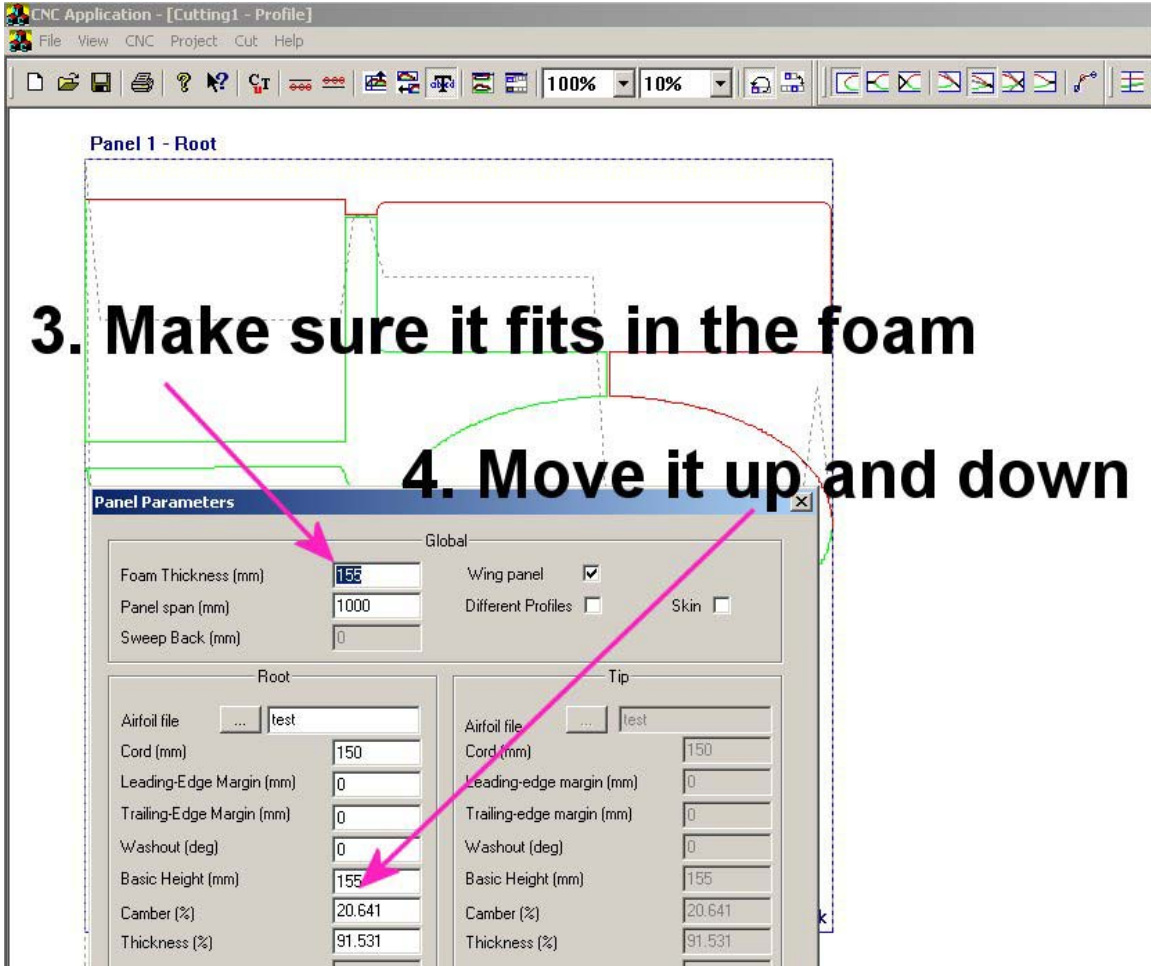 CNC Application - [Cutting1 - Profile]
File View CNC Project Cut Help
100% 10%
Panel 1 - Root
3. Make sure it fits in the foam
4. Move it up and down
Panel Parameters
Global
Foam Thickness (mm) 155 Wing panel
Panel span (mm) 1000 Different Profiles Skin
Sweep Back (mm) 0
Root Tip
Airfoil file ... test Airfoil file ... test
Cord (mm) 150 Cord (mm) 150
Leading-Edge Margin (mm) 0 Leading-edge margin (mm) 0
Trailing-Edge Margin (mm) 0 Trailing-edge margin (mm) 0
Washout (deg) 0 Washout (deg) 0
Basic Height (mm) 155 Basic Height (mm) 155
Camber (%) 20.641 Camber (%) 20.641
Thickness (%) 91.531 Thickness (%) 91.531